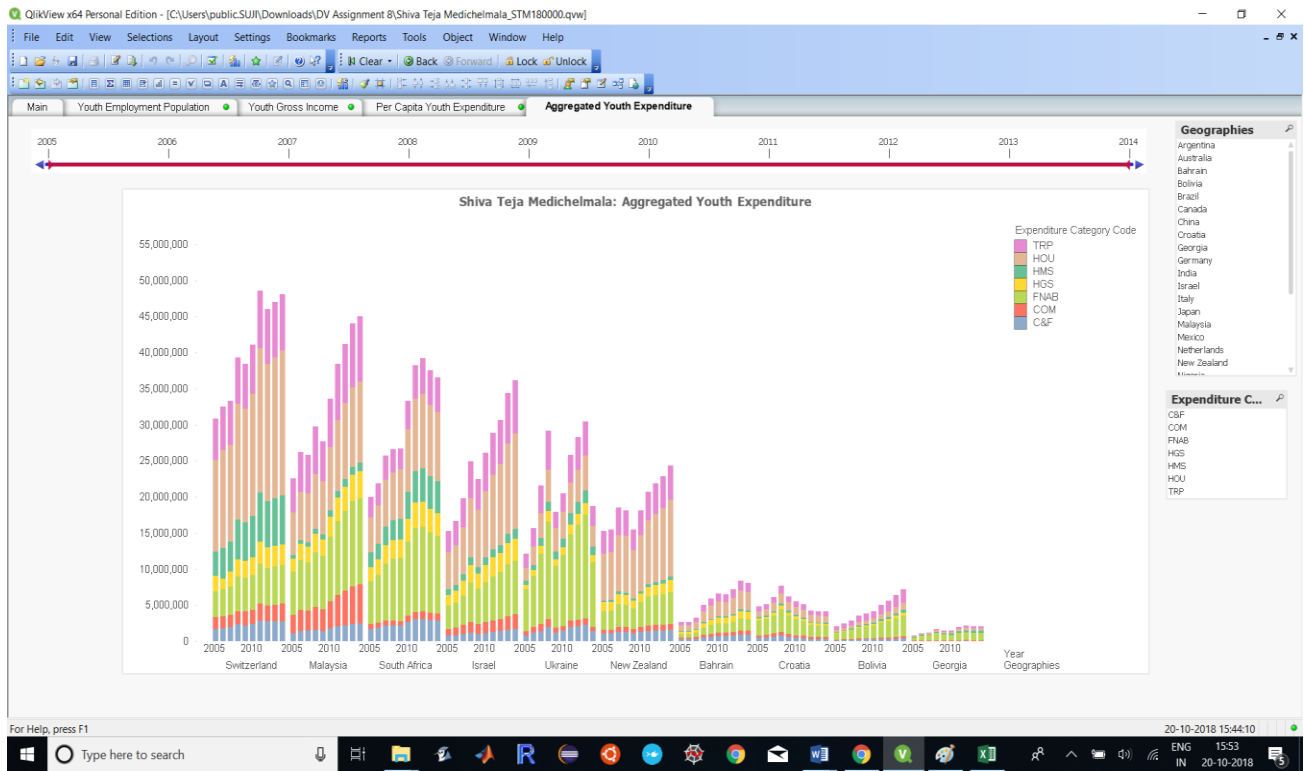 QlikView x64 Personal Edition - [C:\Users\public.SUJI\Downloads\DV Assignment 8\Shiva Teja Medichelmala_STM180000.qvw]
File Edit View Selections Layout Settings Bookmarks Reports Tools Object Window Help
Clear Back Forward Lock Unlock
Main Youth Employment Population Youth Gross Income Per Capita Youth Expenditure Aggregated Youth Expenditure
2005 2006 2007 2008 2009 2010 2011 2012 2013 2014
Shiva Teja Medichelmala: Aggregated Youth Expenditure
55,000,000
50,000,000
45,000,000
40,000,000
35,000,000
30,000,000
25,000,000
20,000,000
15,000,000
10,000,000
5,000,000
0
2005 2010 2005 2010 2005 2010 2005 2010 2005 2010 2005 2010 2005 2010 2005 2010 2005 2010 2005 2010
Year
Switzerland Malaysia South Africa Israel Ukraine New Zealand Bahrain Croatia Bolivia Georgia
Geographies
Expenditure Category Code
TRP
HOU
HMS
HGS
FNAB
COM
C&F
Geographies
Argentina
Australia
Bahrain
Bolivia
Brazil
Canada
China
Croatia
Georgia
Germany
India
Israel
Italy
Japan
Malaysia
Mexico
Netherlands
New Zealand
Nigeria
Expenditure C...
C&F
COM
FNAB
HGS
HMS
HOU
TRP
For Help, press F1
20-10-2018 15:44:10
Type here to search
ENG
IN
15:53
20-10-2018
5